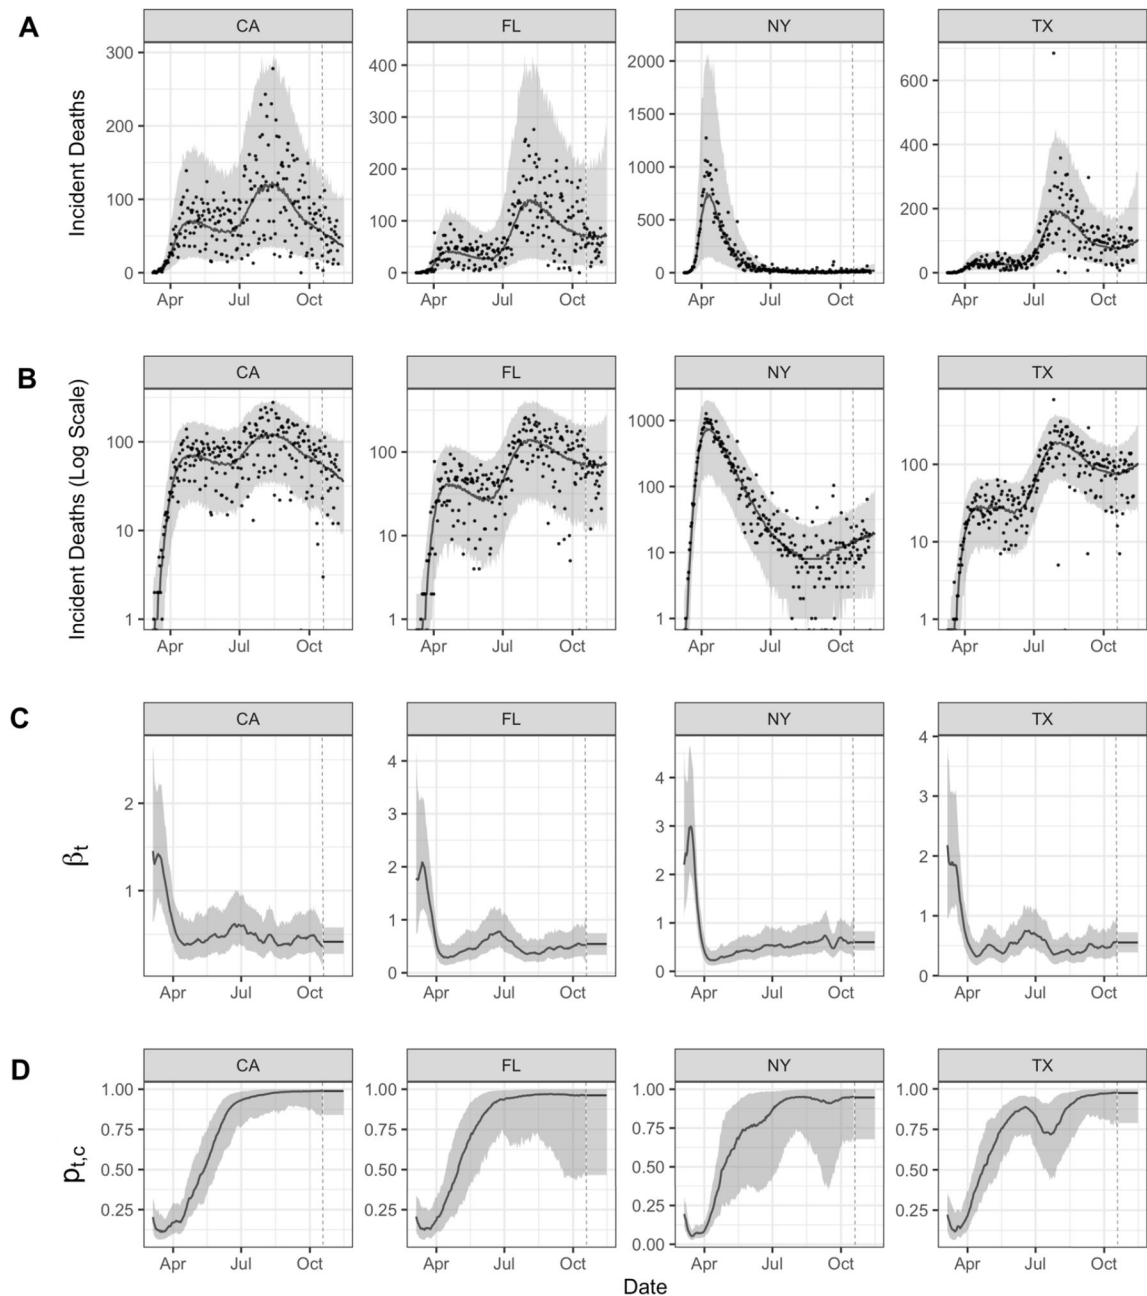 A
CA FL NY TX
Incident Deaths
300 400 2000 600
200 300 1500 400
100 200 1000 200
0 100 500 0
0 0
Apr Jul Oct Apr Jul Oct Apr Jul Oct Apr Jul Oct
B
CA FL NY TX
Incident Deaths (Log Scale)
100 100 1000 100
10 10 100 10
1 1 10 1
1
Apr Jul Oct Apr Jul Oct Apr Jul Oct Apr Jul Oct
C
CA FL NY TX
βt
2 4 4 4
1 3 3 3
2 2 2
1 1 1
0 0 0
Apr Jul Oct Apr Jul Oct Apr Jul Oct Apr Jul Oct
D
CA FL NY TX
pt,c
1.00 1.00 1.00 1.00
0.75 0.75 0.75 0.75
0.50 0.50 0.50 0.50
0.25 0.25 0.25 0.25
0.00
Apr Jul Oct Apr Jul Oct Apr Jul Oct Apr Jul Oct
Date